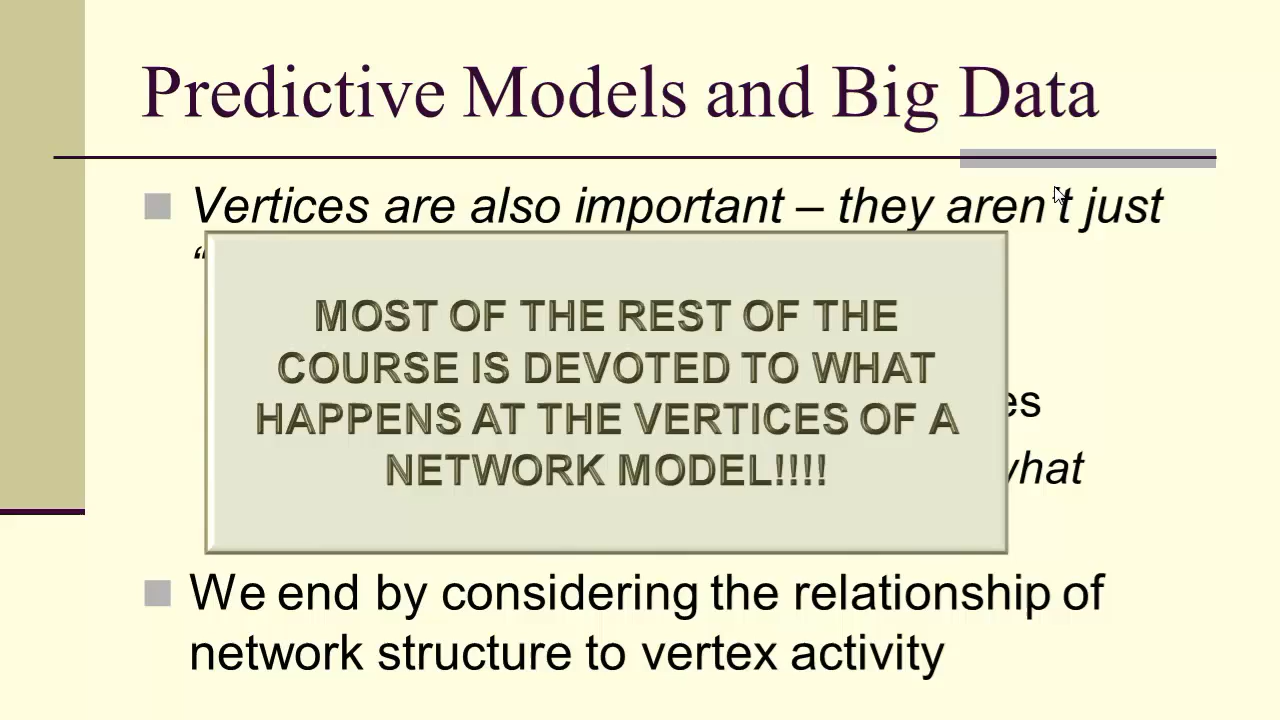 Predictive Models and Big Data
Vertices are also important – they aren't just
“
MOST OF THE REST OF THE
COURSE IS DEVOTED TO WHAT
HAPPENS AT THE VERTICES OF A
NETWORK MODEL!!!!
We end by considering the relationship of
network structure to vertex activity